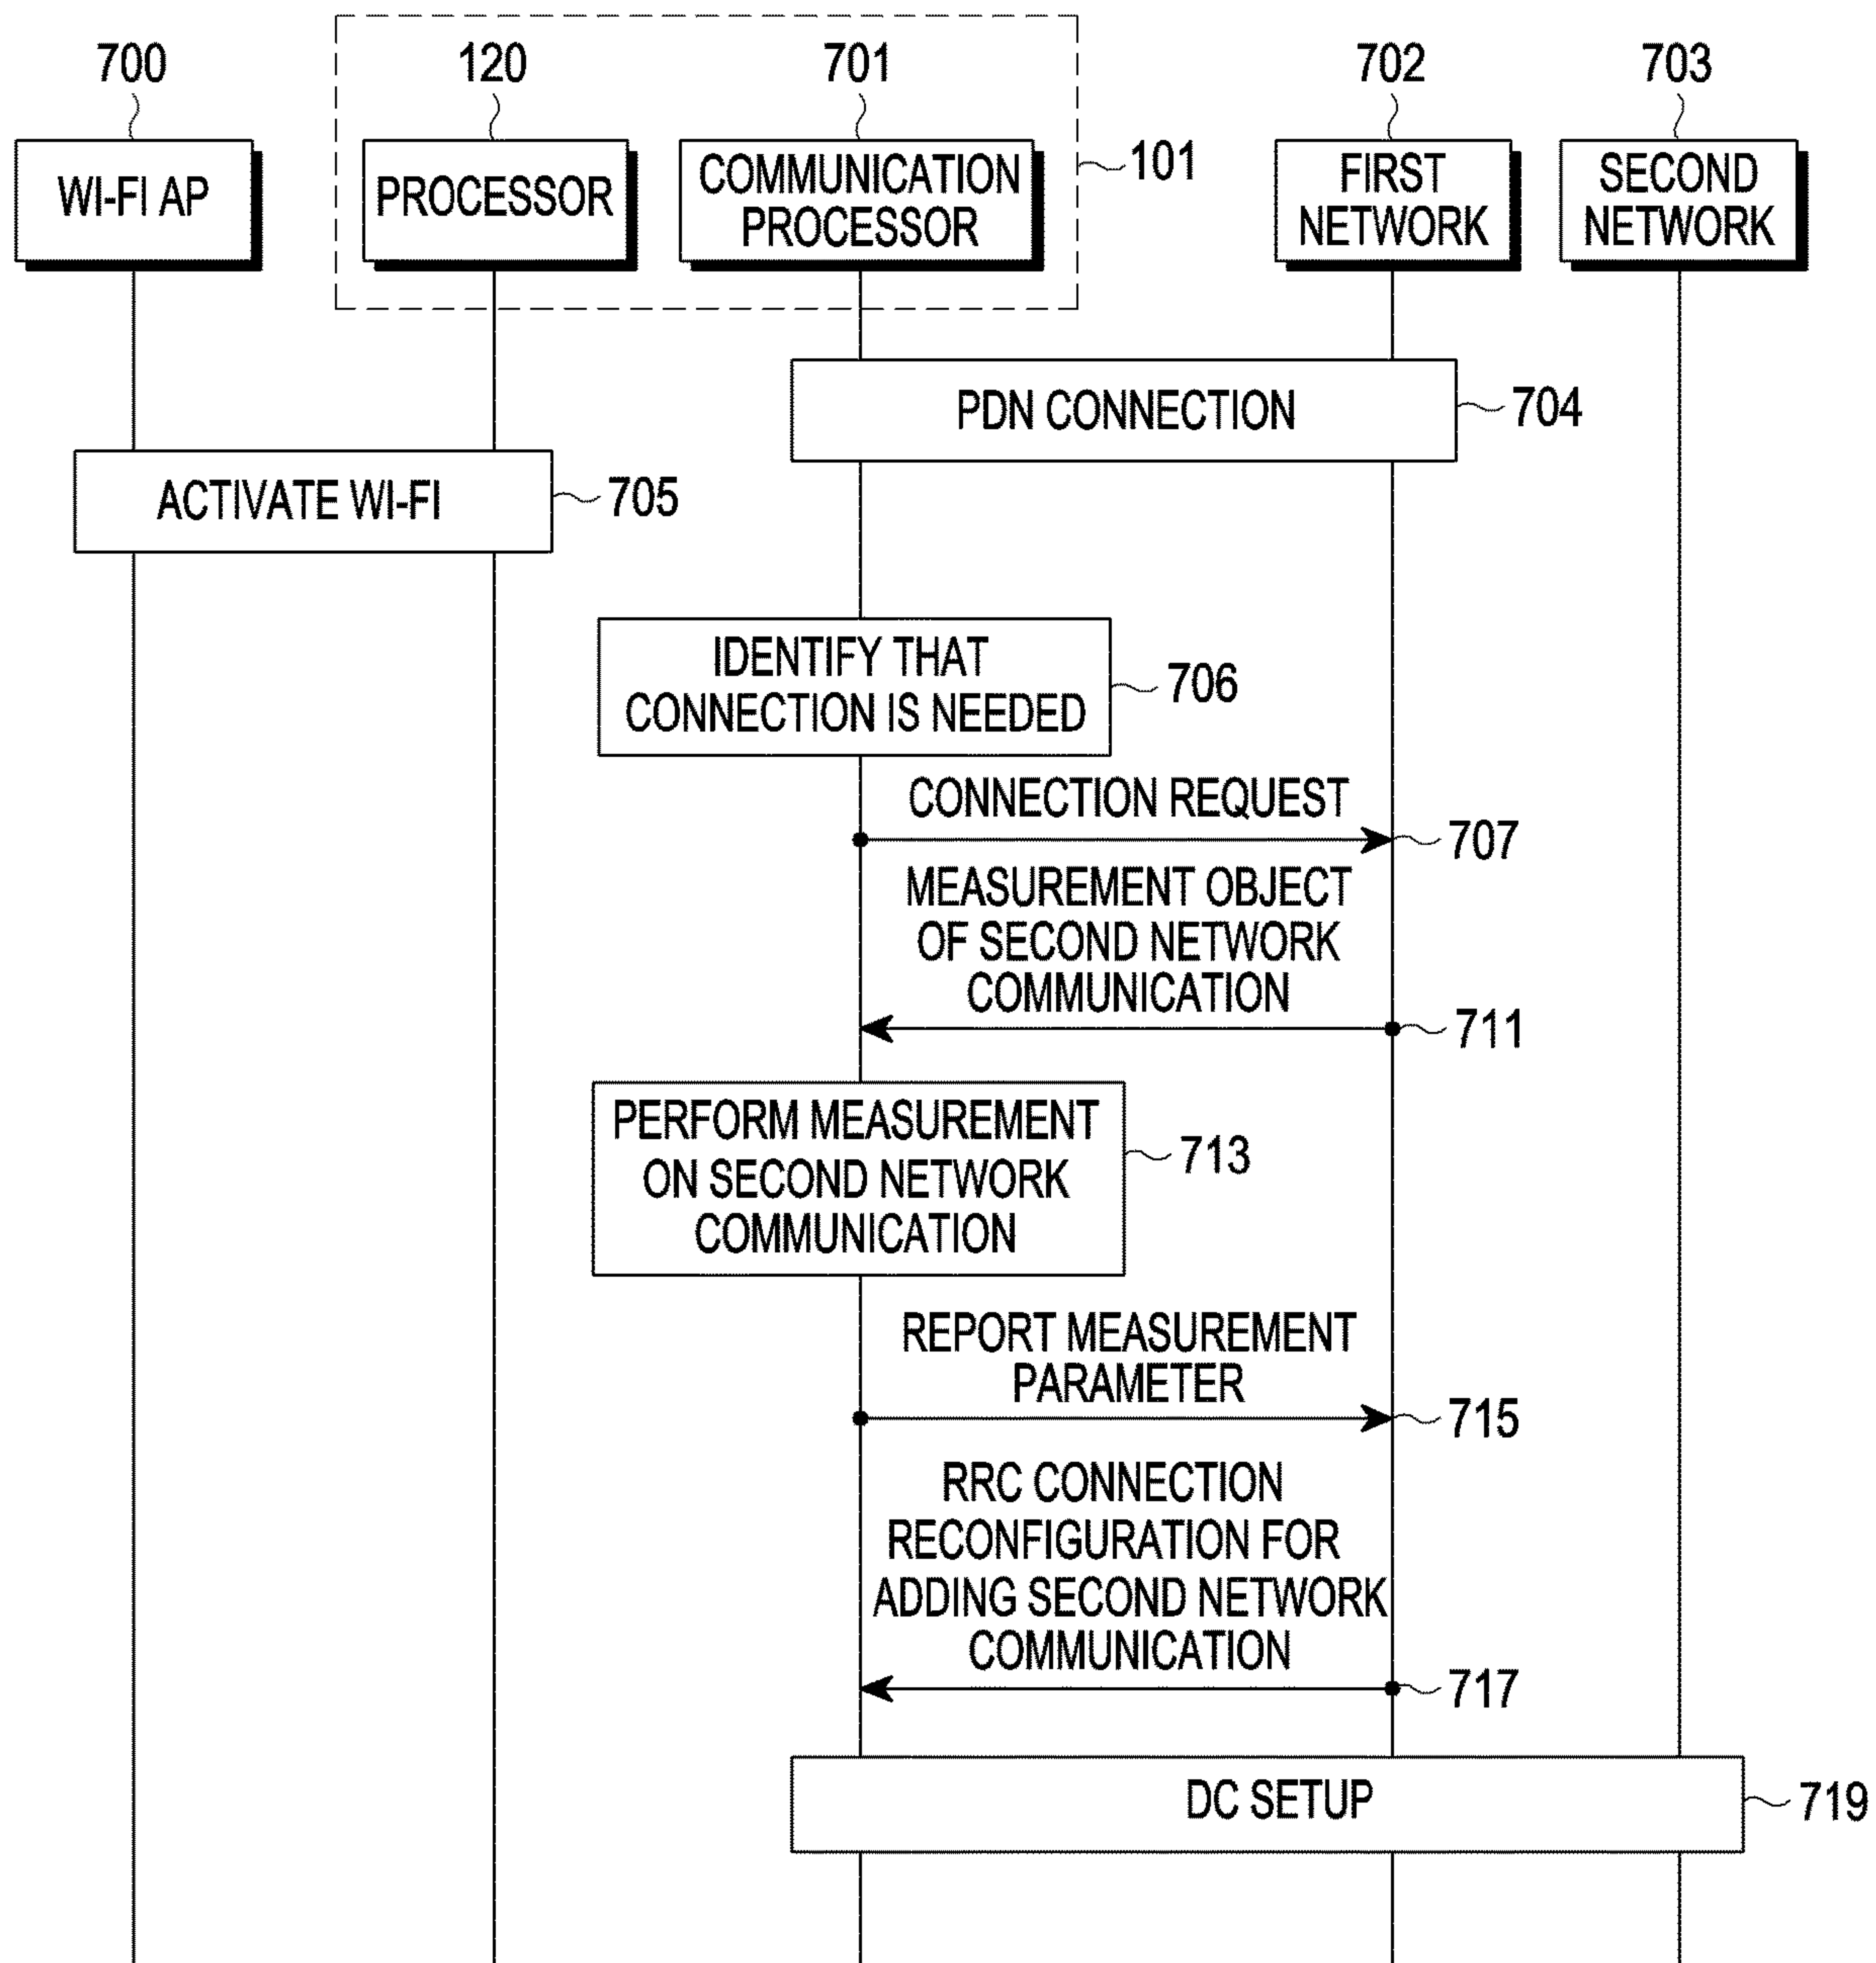 700
120
701
702
703
WI-FI AP
PROCESSOR
COMMUNICATION
PROCESSOR
101
FIRST
NETWORK
SECOND
NETWORK
PDN CONNECTION
704
ACTIVATE WI-FI
705
IDENTIFY THAT
CONNECTION IS NEEDED
706
CONNECTION REQUEST
707
MEASUREMENT OBJECT
OF SECOND NETWORK
COMMUNICATION
711
PERFORM MEASUREMENT
ON SECOND NETWORK
COMMUNICATION
713
REPORT MEASUREMENT
PARAMETER
715
RRC CONNECTION
RECONFIGURATION FOR
ADDING SECOND NETWORK
COMMUNICATION
717
DC SETUP
719